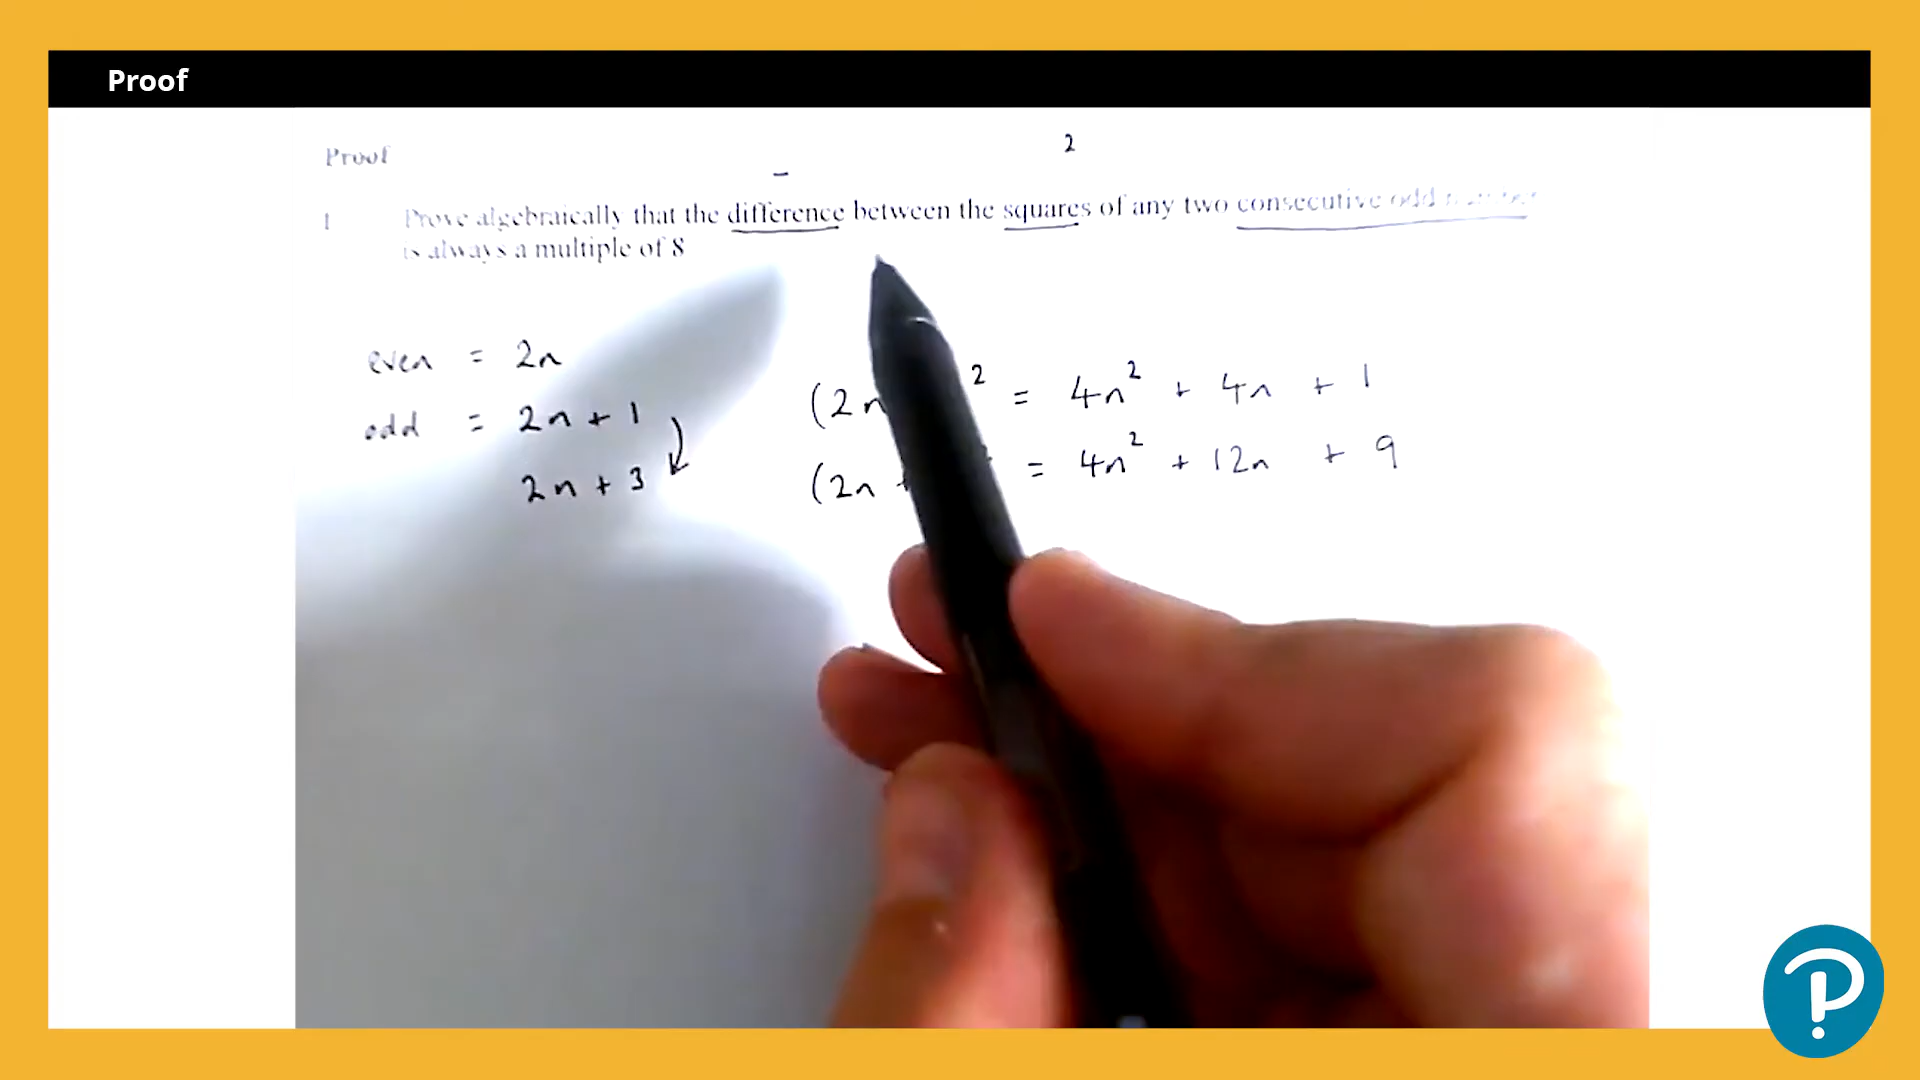 Proof
Proof
2
-
1 Prove algebraically that the difference between the squares of any two consecutive odd
is always a multiple of 8
even = 2n
odd = 2n + 1
2n + 3
(2n 2 = 4n² + 4n + 1
(2n + = 4n² + 12n + 9
P